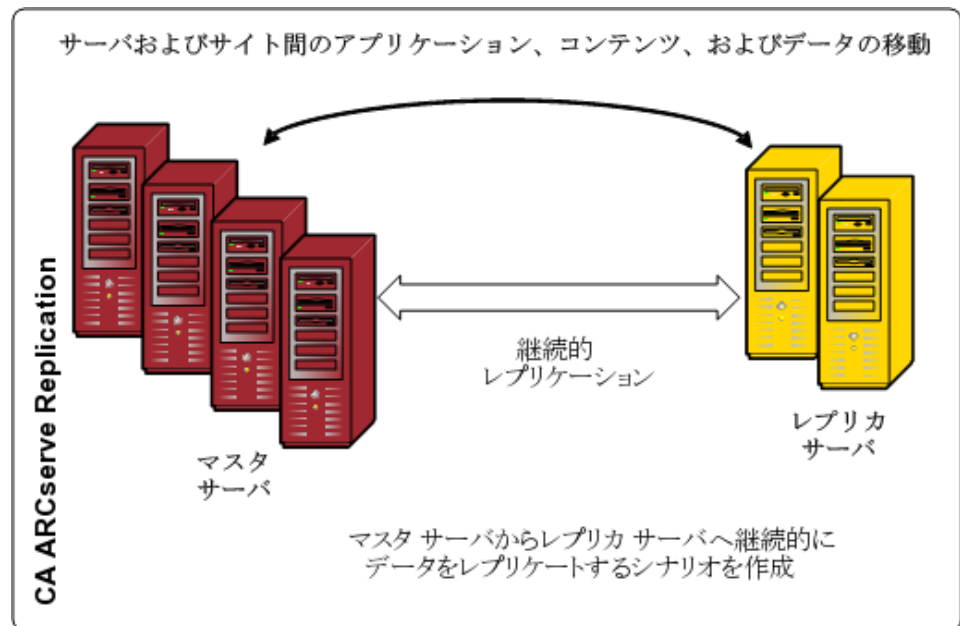 サーバおよびサイト間のアプリケーション、コンテンツ、およびデータの移動
継続的
レプリケーション
マスタ
サーバ
レプリカ
サーバ
マスタ サーバからレプリカ サーバへ継続的に
データをレプリケートするシナリオを作成
CA ARCserve Replication